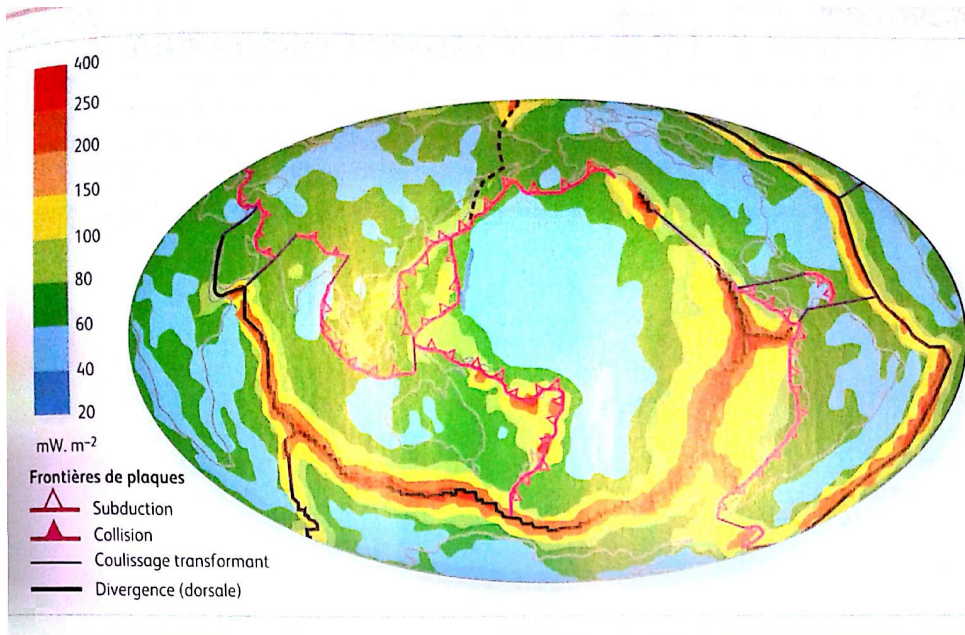 400
250
200
150
100
80
60
40
20
mW. m⁻²
Frontières de plaques
Subduction
Collision
Coulissage transformant
Divergence (dorsale)